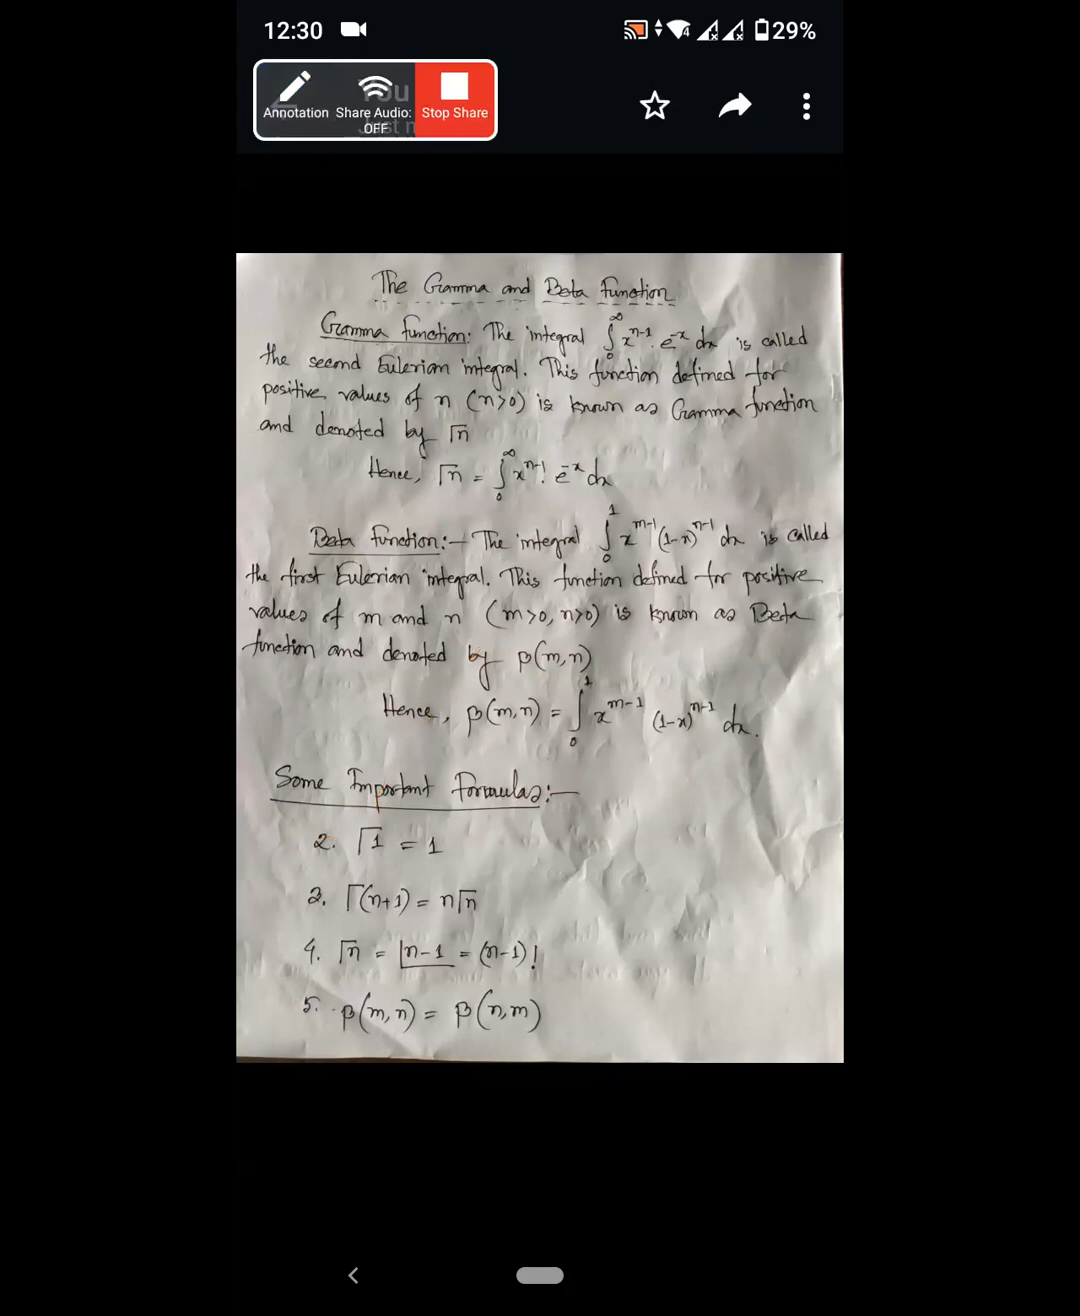 12:30
29%
Annotation Share Audio: OFF Stop Share
The Gamma and Beta Function
Gamma function: The integral ∫₀^∞ x^(n-1). e^(-x) dx is called
the second Eulerian integral. This function defined for
positive values of n (n>0) is known as Gamma function
and denoted by Γn
Hence, Γn = ∫₀^∞ x^(n-1). e^(-x) dx
Beta function:– The integral ∫₀^1 x^(m-1) (1-x)^(n-1) dx is called
the first Eulerian integral. This function defined for positive
values of m and n (m>0, n>0) is known as Beta
function and denoted by β(m,n)
Hence, β(m,n) = ∫₀^1 x^(m-1) (1-x)^(n-1) dx.
Some Important Formulas:–
2. Γ1 = 1
3. Γ(n+1) = nΓn
4. Γn = |n-1 = (n-1)!
5. β(m,n) = β(n,m)